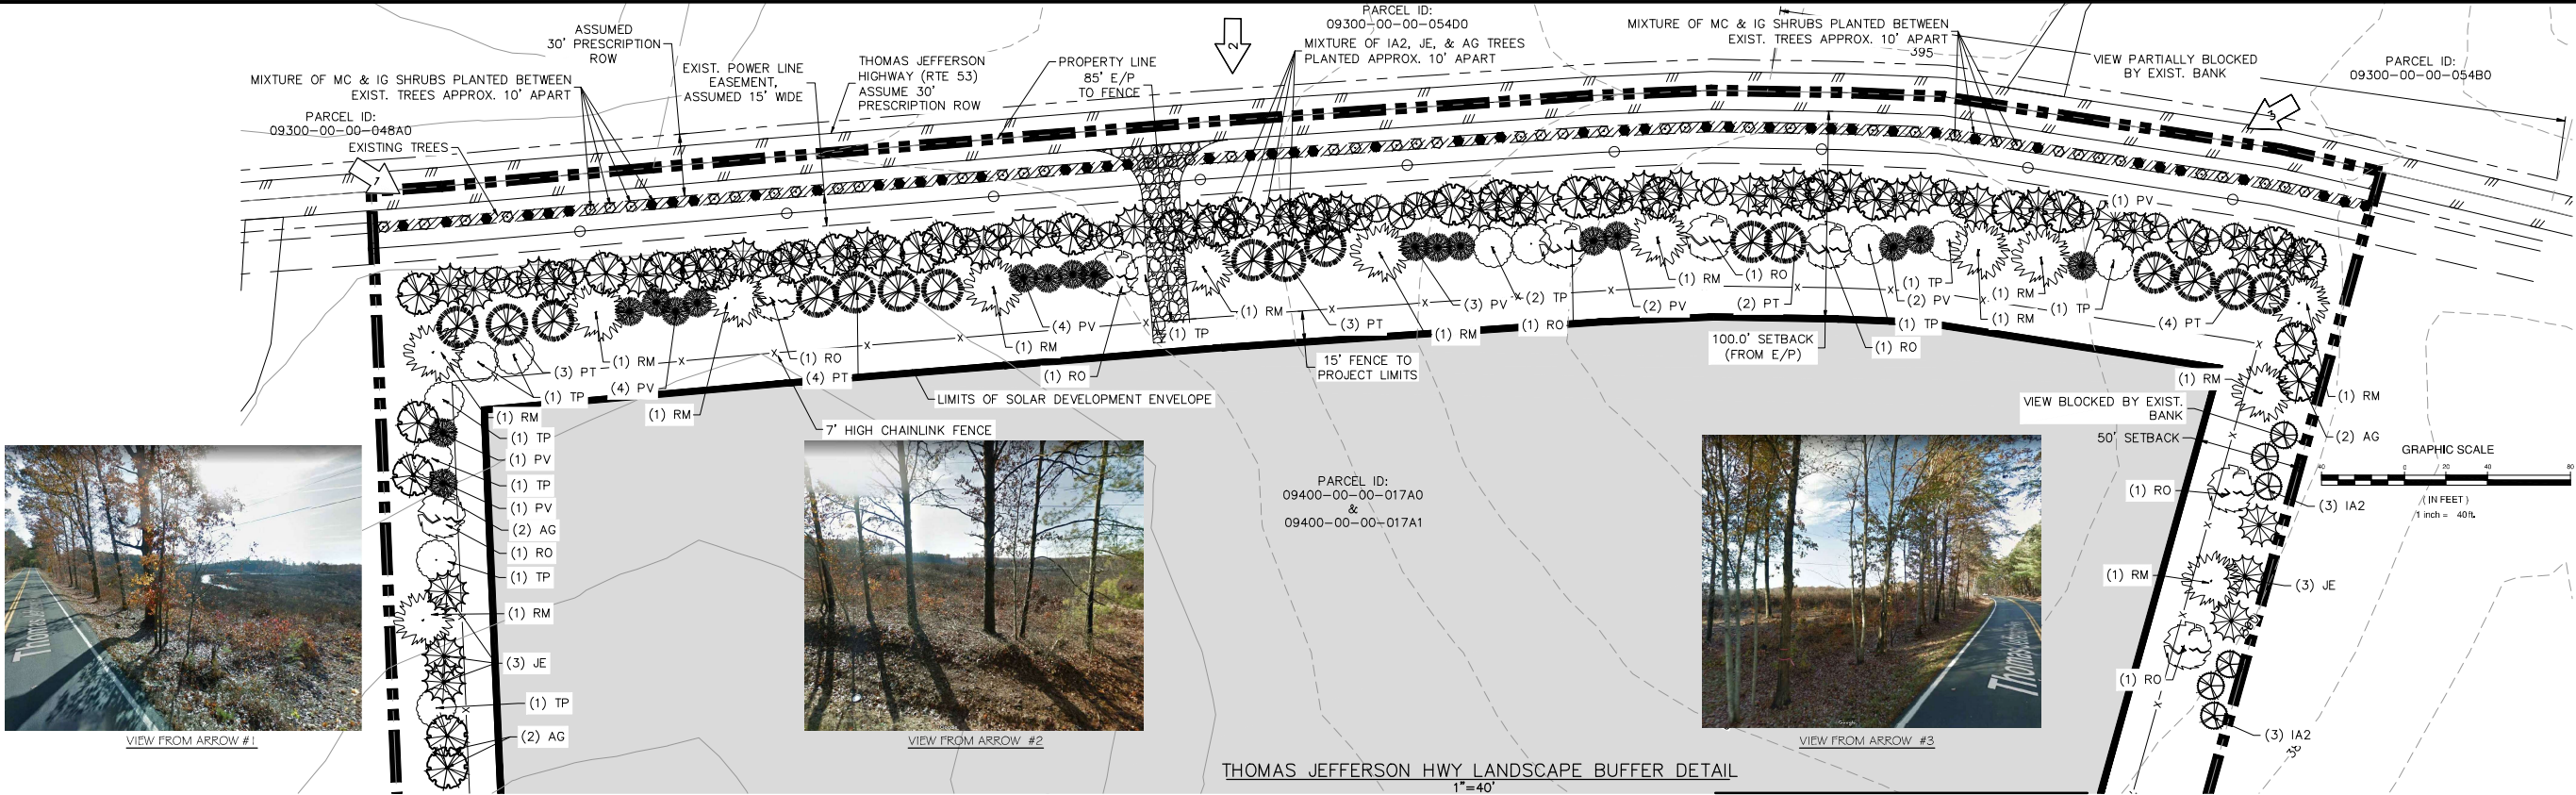 ASSUMED
30' PRESCRIPTION
ROW
MIXTURE OF MC & IG SHRUBS PLANTED BETWEEN
EXIST. TREES APPROX. 10' APART
PARCEL ID:
09300-00-00-048A0
EXISTING TREES
EXIST. POWER LINE
EASEMENT,
ASSUMED 15' WIDE
THOMAS JEFFERSON
HIGHWAY (RTE 53)
ASSUME 30'
PRESCRIPTION ROW
PROPERTY LINE
85' E/P
TO FENCE
PARCEL ID:
09300-00-00-054D0
MIXTURE OF IA2, JE, & AG TREES
PLANTED APPROX. 10' APART
MIXTURE OF MC & IG SHRUBS PLANTED BETWEEN
EXIST. TREES APPROX. 10' APART
395
VIEW PARTIALLY BLOCKED
BY EXIST. BANK
PARCEL ID:
09300-00-00-054B0
1
2
3
(3) PT
(1) TP
(1) RM
(4) PV
(1) RM
(1) RO
(4) PT
(1) RM
(4) PV
(1) RO
(1) TP
(1) RM
(3) PT
(1) RM
(3) PV
(2) TP
(1) RO
(2) PV
(1) RM
(1) RO
(2) PT
(1) RO
(1) TP
(2) PV
(1) TP
(1) RM
(1) RM
(1) TP
(1) PV
(4) PT
15' FENCE TO
PROJECT LIMITS
100.0' SETBACK
(FROM E/P)
LIMITS OF SOLAR DEVELOPMENT ENVELOPE
7' HIGH CHAINLINK FENCE
(1) RM
(1) TP
(1) PV
(1) TP
(1) PV
(2) AG
(1) RO
(1) TP
(1) RM
(3) JE
(1) TP
(2) AG
PARCEL ID:
09400-00-00-017A0
&
09400-00-00-017A1
(1) RM
VIEW BLOCKED BY EXIST.
BANK
50' SETBACK
(1) RO
(1) RM
(1) RO
(1) RM
(2) AG
(3) IA2
(3) JE
(3) IA2
GRAPHIC SCALE
40 0 20 40 80
( IN FEET )
1 inch = 40ft.
VIEW FROM ARROW #1
VIEW FROM ARROW #2
VIEW FROM ARROW #3
Google
THOMAS JEFFERSON HWY LANDSCAPE BUFFER DETAIL
1"=40'